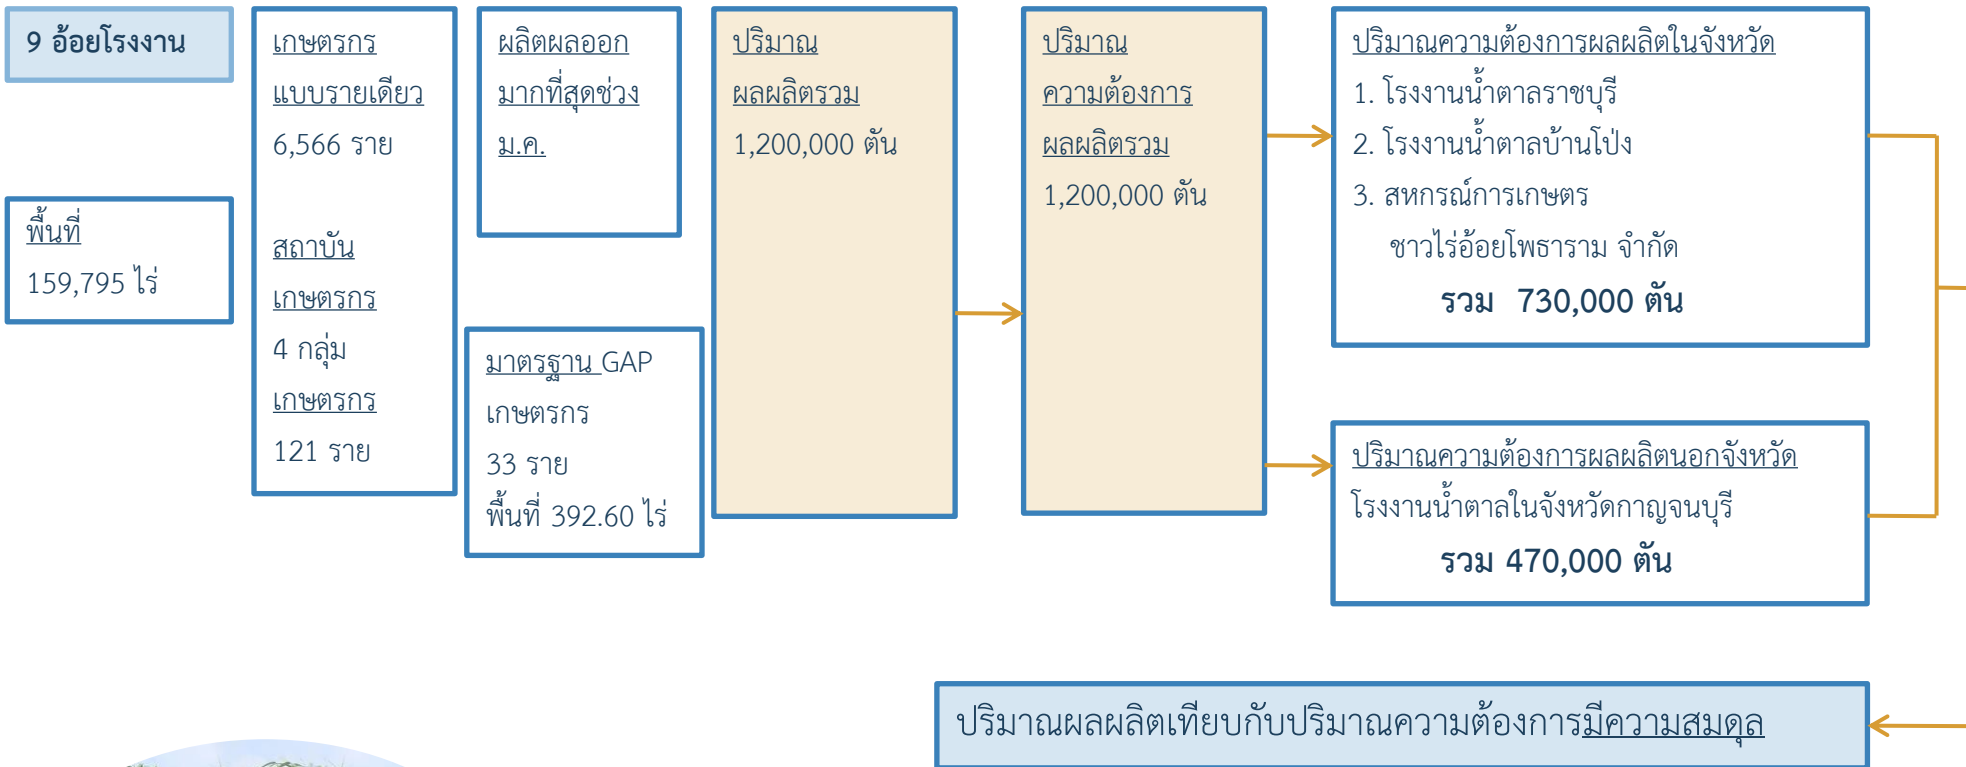 9 อ้อยโรงงาน
พื้นที่
159,795 ไร่
เกษตรกร
แบบรายเดียว
6,566 ราย
สถาบัน
เกษตรกร
4 กลุ่ม
เกษตรกร
121 ราย
ผลิตผลออก
มากที่สุดช่วง
ม.ค.
มาตรฐาน GAP
เกษตรกร
33 ราย
พื้นที่ 392.60 ไร่
ปริมาณ
ผลผลิตรวม
1,200,000 ตัน
ปริมาณ
ความต้องการ
ผลผลิตรวม
1,200,000 ตัน
ปริมาณความต้องการผลผลิตในจังหวัด
1. โรงงานน้ำตาลราชบุรี
2. โรงงานน้ำตาลบ้านโป่ง
3. สหกรณ์การเกษตร
ชาวไร่อ้อยโพธาราม จำกัด
รวม 730,000 ตัน
ปริมาณความต้องการผลผลิตนอกจังหวัด
โรงงานน้ำตาลในจังหวัดกาญจนบุรี
รวม 470,000 ตัน
ปริมาณผลผลิตเทียบกับปริมาณความต้องการมีความสมดุล